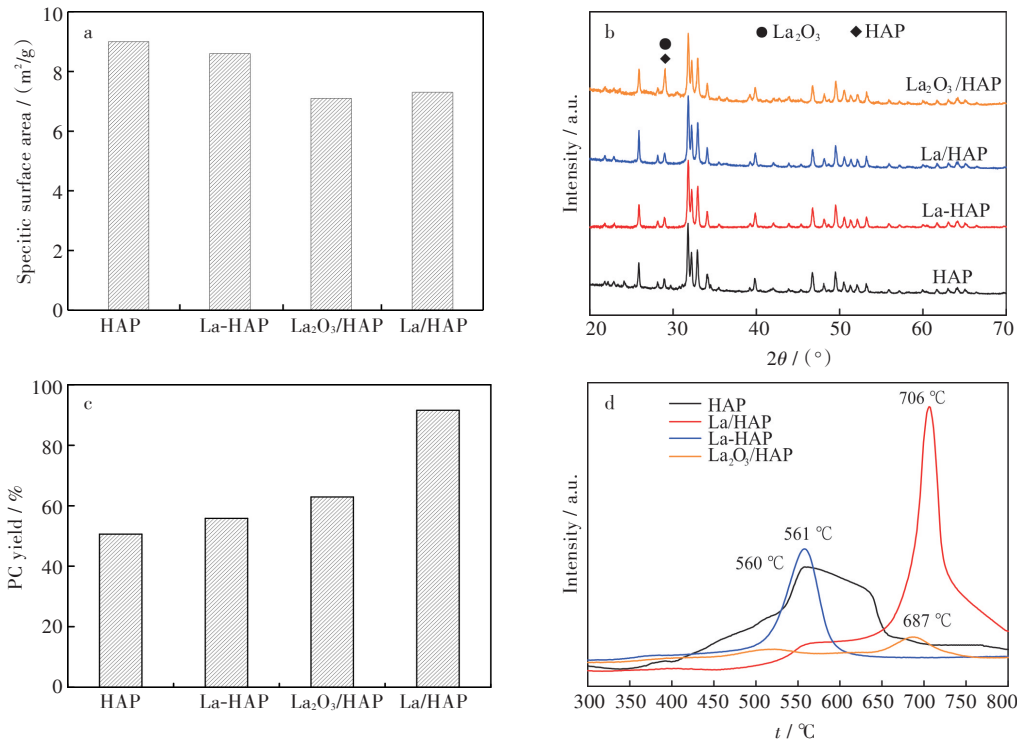 a
Specitic surface area / (m²/g)
10
8
6
4
2
0
HAP La-HAP La₂O₃/HAP La/HAP
b
● La₂O₃ ◆ HAP
Intensity / a.u.
La₂O₃/HAP
La/HAP
La-HAP
HAP
20 30 40 50 60 70
2θ / (°)
c
PC yield / %
100
80
60
40
20
0
HAP La-HAP La₂O₃/HAP La/HAP
d
HAP
La/HAP
La-HAP
La₂O₃/HAP
706 ℃
561 ℃
560 ℃
687 ℃
Intensity / a.u.
300 350 400 450 500 550 600 650 700 750 800
t / ℃